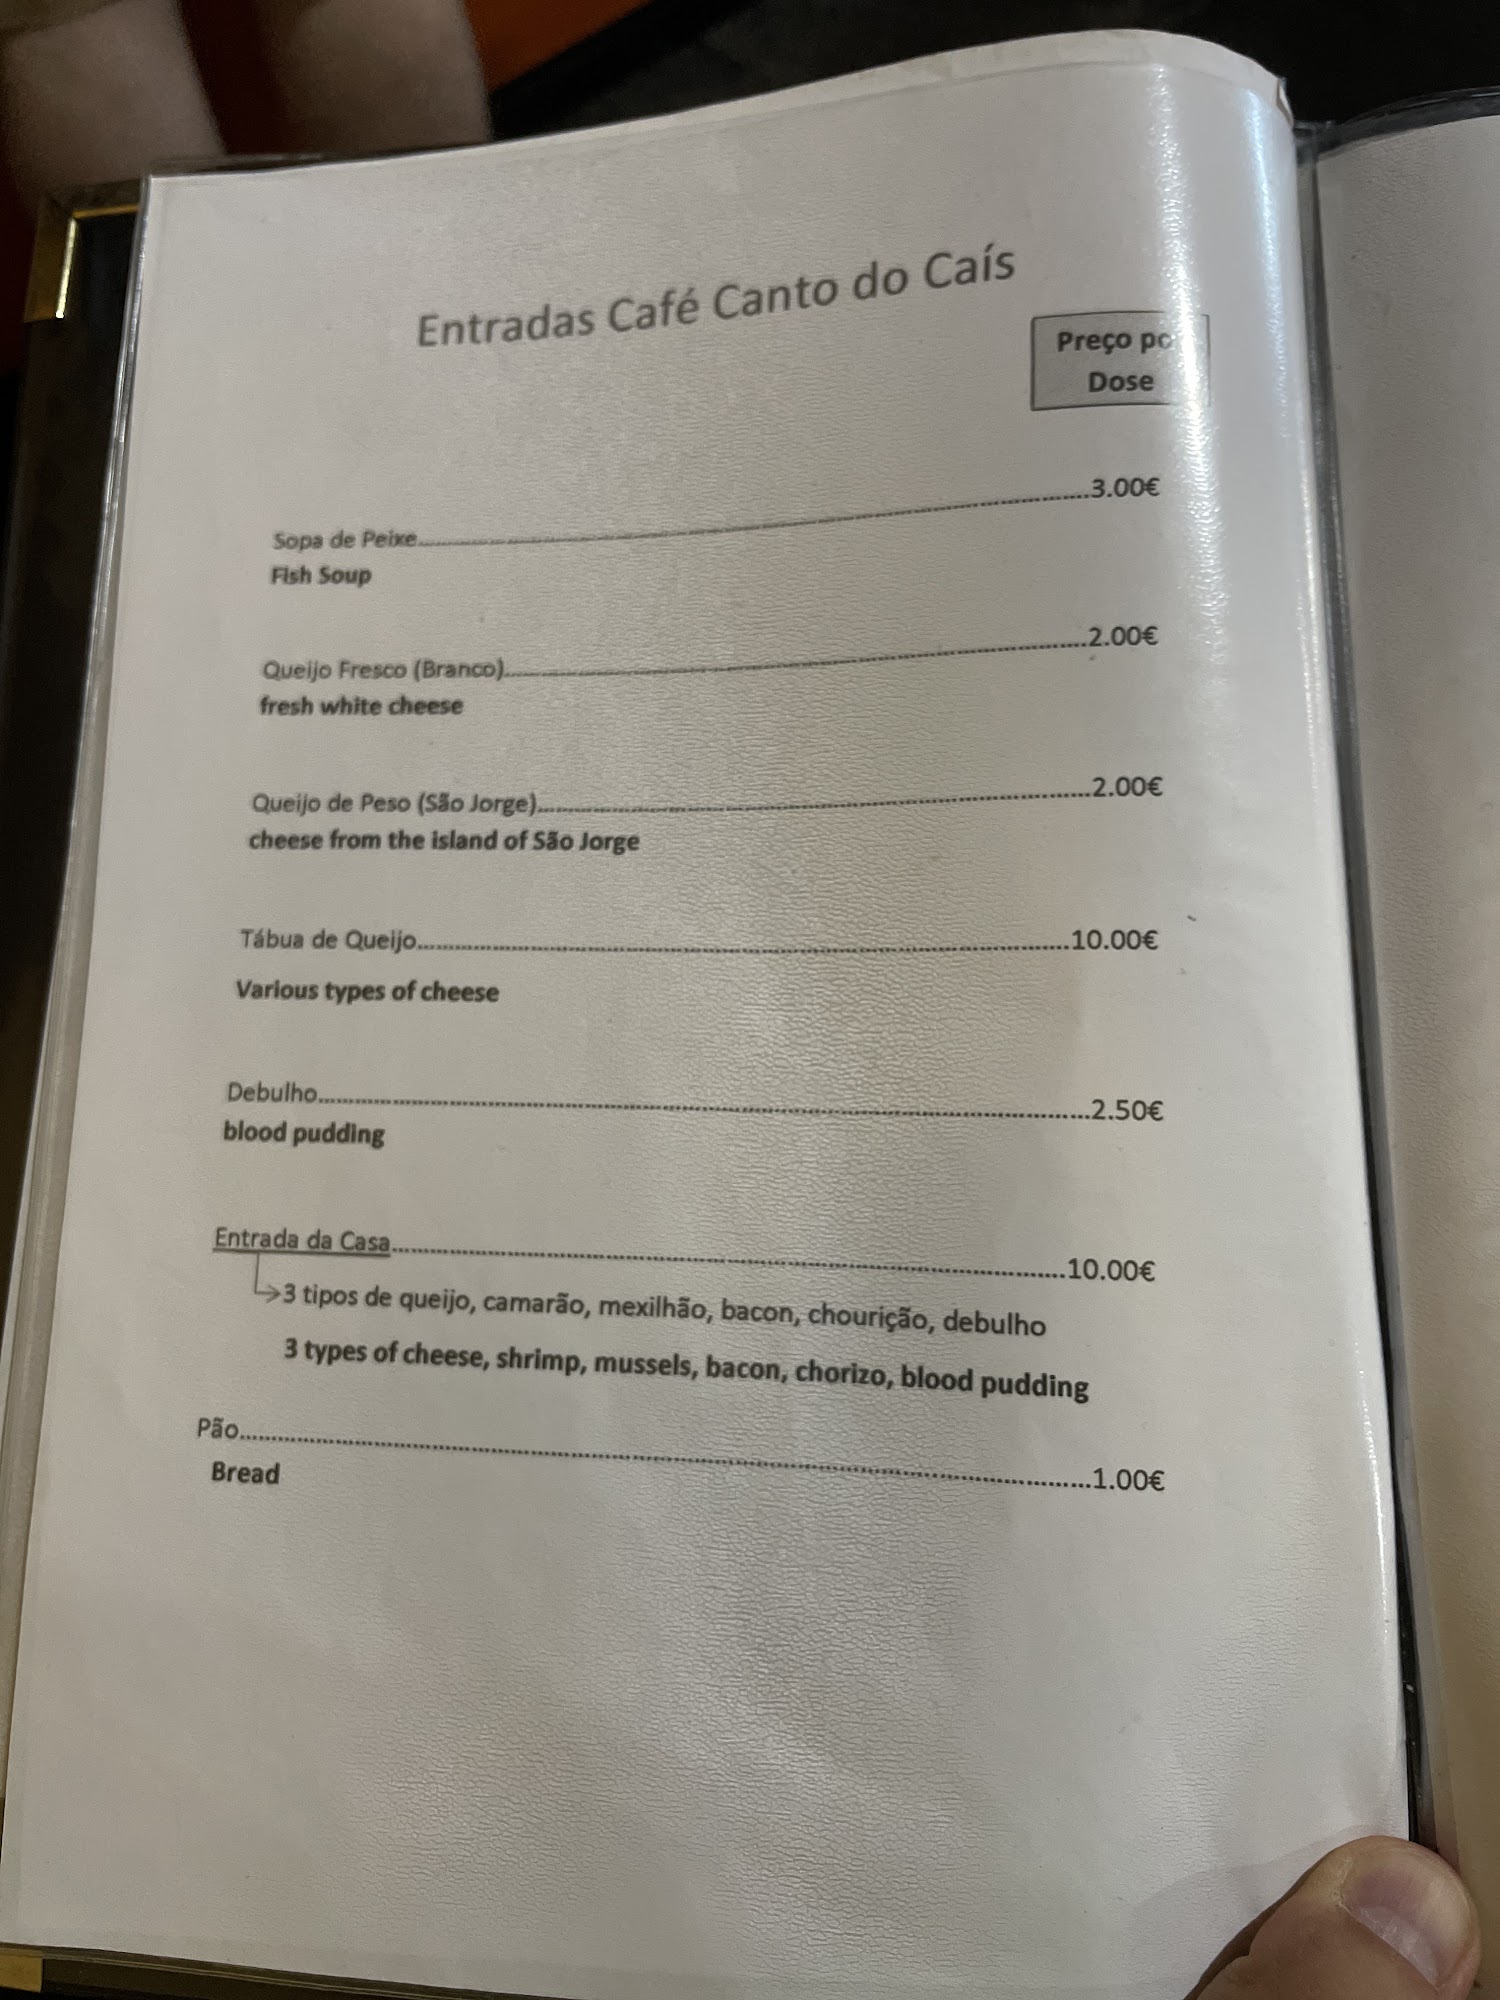 Entradas Café Canto do Caís
Preço po
Dose
Sopa de Peixe..........3.00€
Fish Soup
Queijo Fresco (Branco)..........2.00€
fresh white cheese
Queijo de Peso (São Jorge)..........2.00€
cheese from the island of São Jorge
Tábua de Queijo..........10.00€
Various types of cheese
Debulho..........2.50€
blood pudding
Entrada da Casa..........10.00€
3 tipos de queijo, camarão, mexilhão, bacon, chourição, debulho
3 types of cheese, shrimp, mussels, bacon, chorizo, blood pudding
Pão..........1.00€
Bread